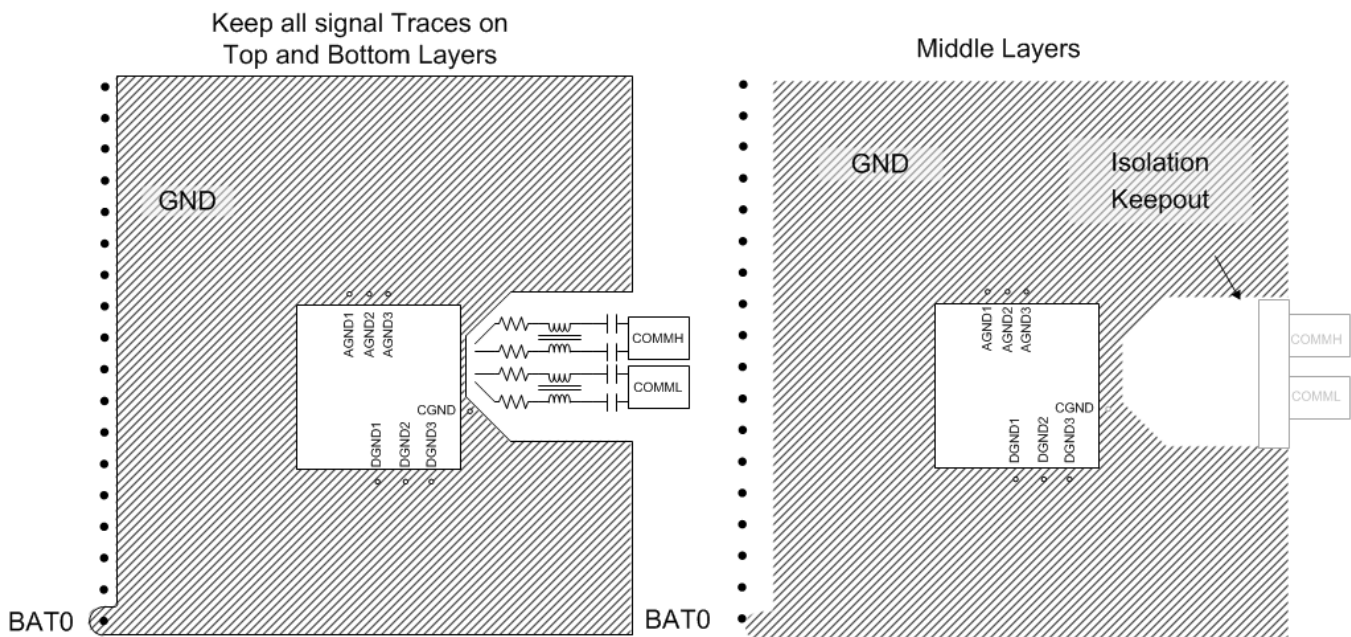 Keep all signal Traces on
Top and Bottom Layers
GND
AGND1
AGND2
AGND3
COMMH
COMML
CGND
DGND1
DGND2
DGND3
BAT0
Middle Layers
GND
Isolation
Keepout
AGND1
AGND2
AGND3
COMMH
COMML
CGND
DGND1
DGND2
DGND3
BAT0